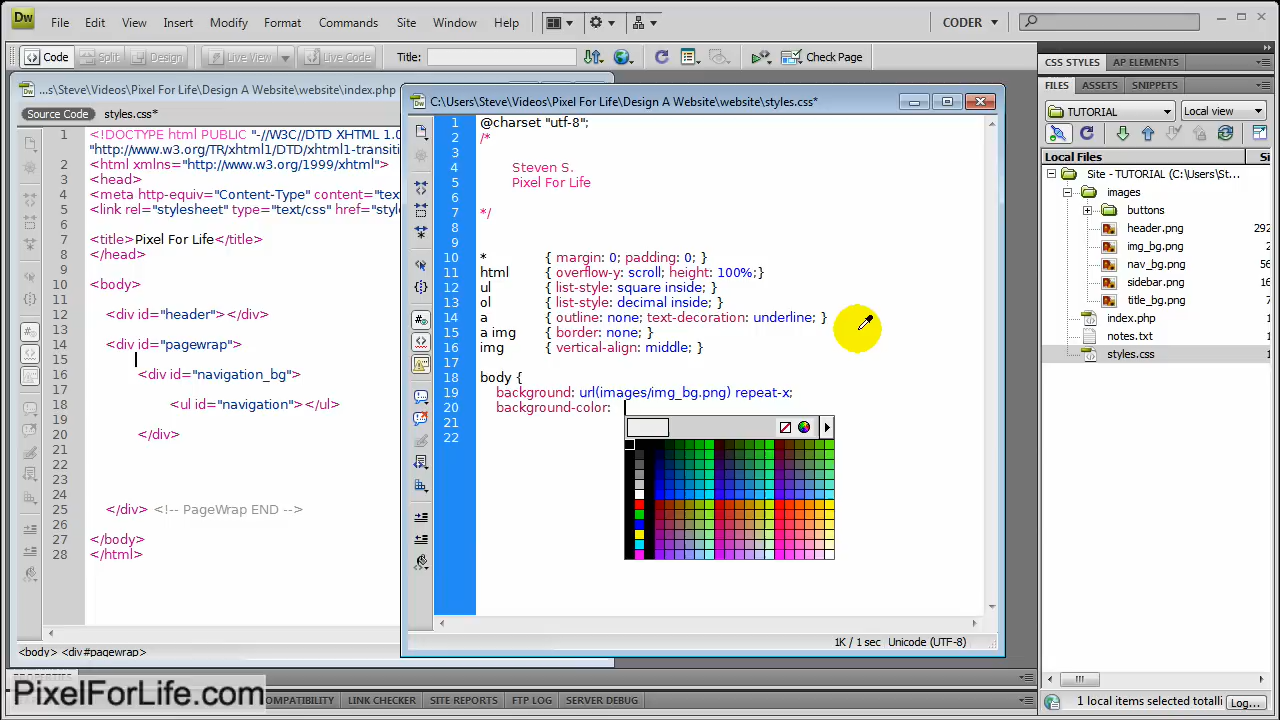 Dw File Edit View Insert Modify Format Commands Site Window Help CODER
Code Split Design Live View Live Code Title: Check Page
CSS STYLES AP ELEMENTS
FILES ASSETS SNIPPETS
TUTORIAL Local view
Local Files Si
Site - TUTORIAL (C:\Users\St...
images
buttons
header.png 292
img_bg.png 5
nav_bg.png 56
sidebar.png 16
title_bg.png 37
index.php 1
notes.txt 1
styles.css 1
1 local items selected totalli Log...
...s\Steve\Videos\Pixel For Life\Design A Website\website\index.php
Source Code styles.css*
1 <!DOCTYPE html PUBLIC "-//W3C//DTD XHTML 1.0
"http://www.w3.org/TR/xhtml1/DTD/xhtml1-transiti
2 <html xmlns="http://www.w3.org/1999/xhtml">
3 <head>
4 <meta http-equiv="Content-Type" content="tex
5 <link rel="stylesheet" type="text/css" href="style
6
7 <title>Pixel For Life</title>
8 </head>
9
10 <body>
11
12 <div id="header"></div>
13
14 <div id="pagewrap">
15
16 <div id="navigation_bg">
17
18 <ul id="navigation"></ul>
19
20 </div>
21
22
23
24
25 </div> <!-- PageWrap END -->
26
27 </body>
28 </html>
<body> <div#pagewrap>
C:\Users\Steve\Videos\Pixel For Life\Design A Website\website\styles.css*
1 @charset "utf-8";
2 /*
3
4 Steven S.
5 Pixel For Life
6
7 */
8
9
10 * { margin: 0; padding: 0; }
11 html { overflow-y: scroll; height: 100%;}
12 ul { list-style: square inside; }
13 ol { list-style: decimal inside; }
14 a { outline: none; text-decoration: underline; }
15 a img { border: none; }
16 img { vertical-align: middle; }
17
18 body {
19 background: url(images/img_bg.png) repeat-x;
20 background-color:
21
22
1K / 1 sec Unicode (UTF-8)
COMPATIBILITY LINK CHECKER SITE REPORTS FTP LOG SERVER DEBUG
PixelForLife.com